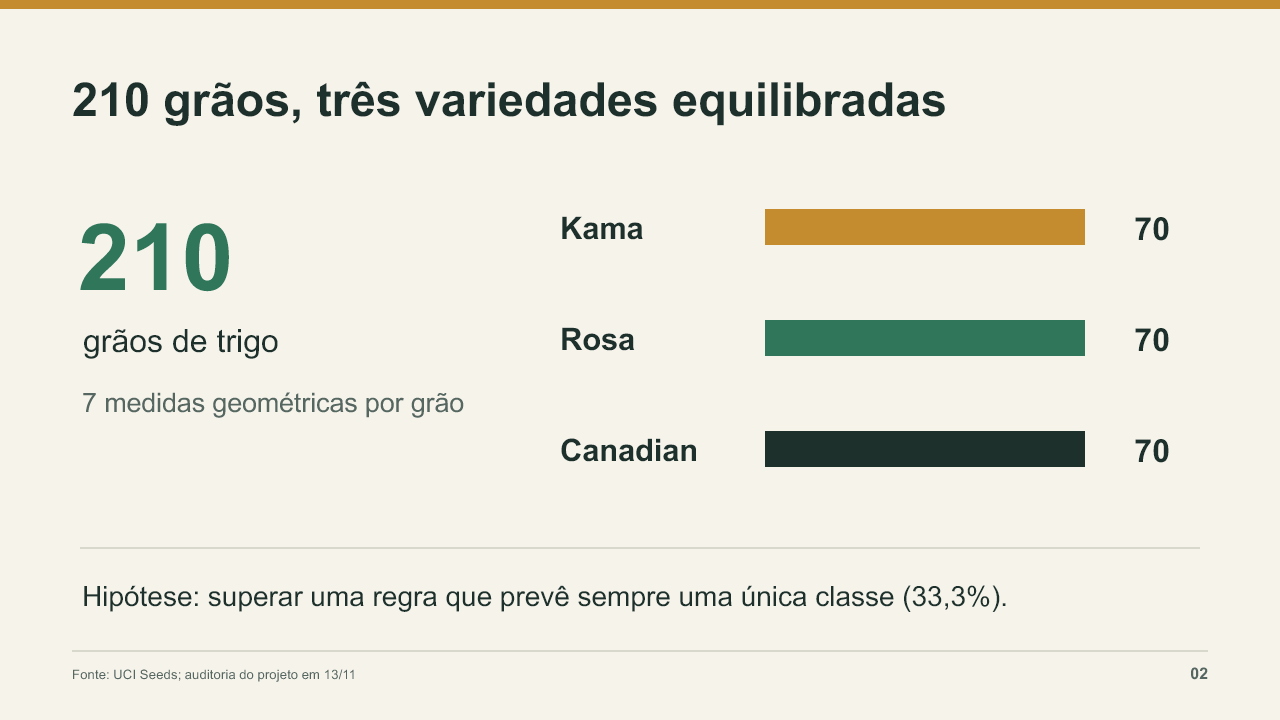 210 grãos, três variedades equilibradas
210
grãos de trigo
7 medidas geométricas por grão
Kama 70
Rosa 70
Canadian 70
Hipótese: superar uma regra que prevê sempre uma única classe (33,3%).
Fonte: UCI Seeds; auditoria do projeto em 13/11
02